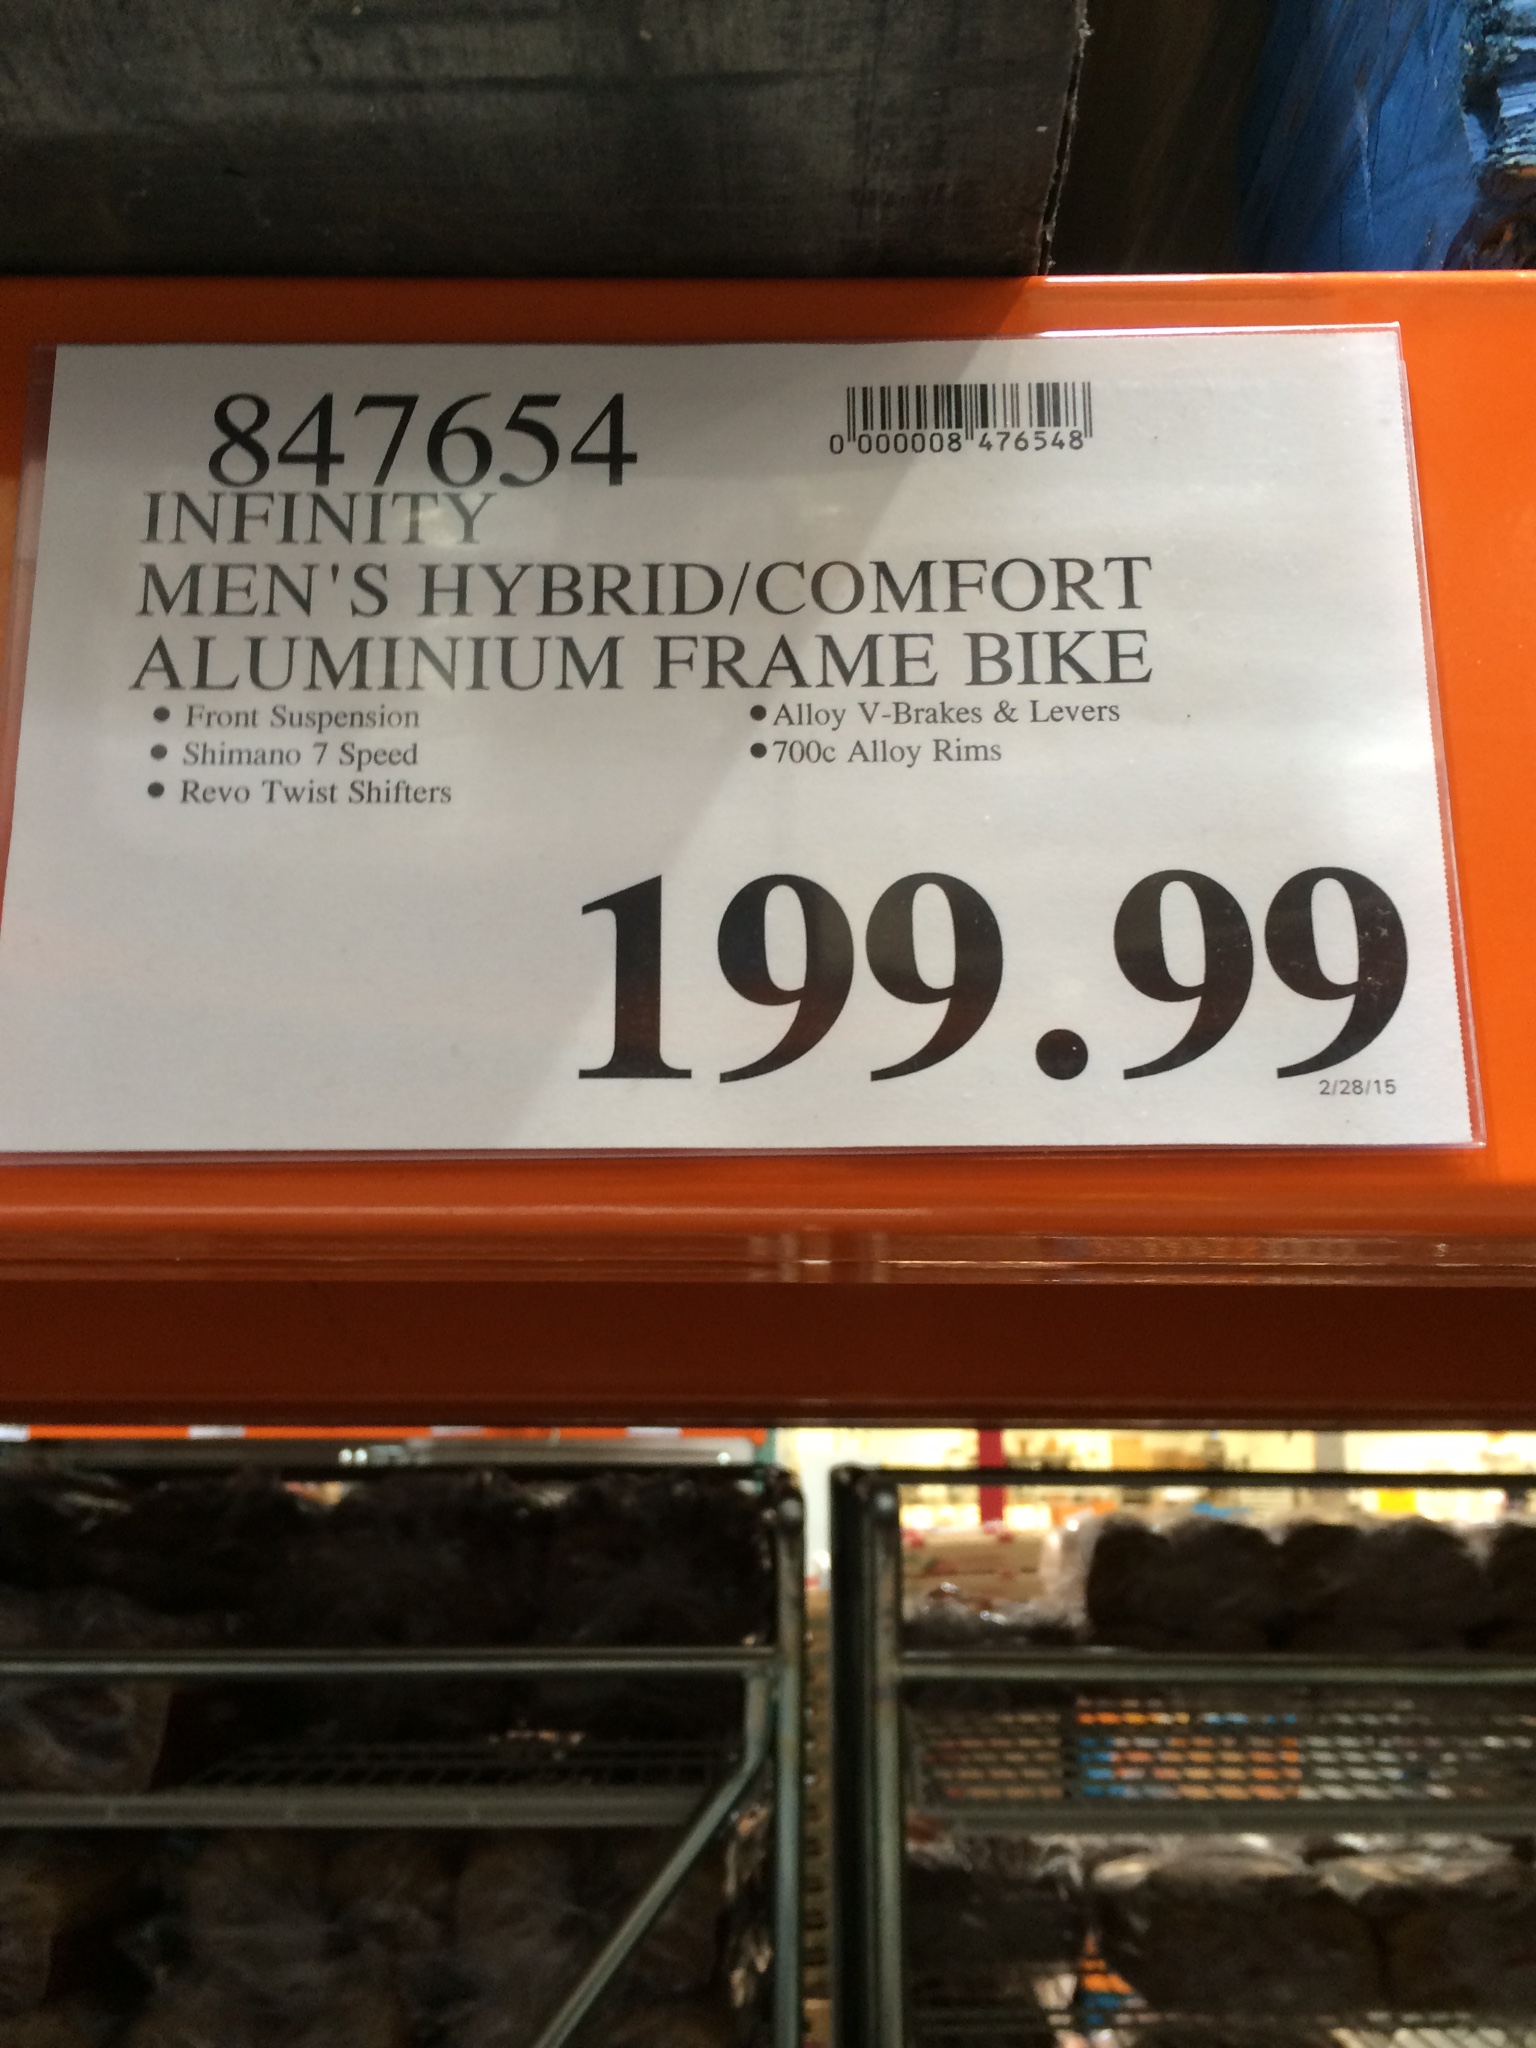 847654
0 000008 476548
INFINITY
MEN'S HYBRID/COMFORT
ALUMINIUM FRAME BIKE
● Front Suspension
● Shimano 7 Speed
● Revo Twist Shifters
● Alloy V-Brakes & Levers
● 700c Alloy Rims
199.99
2/28/15